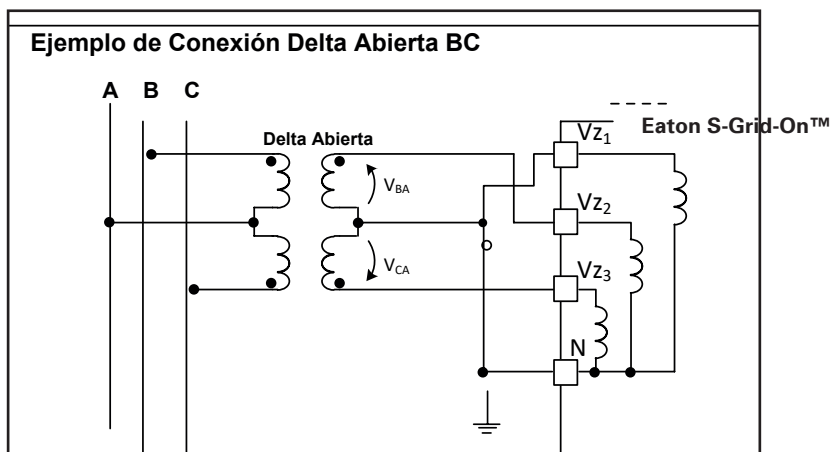 Ejemplo de Conexión Delta Abierta BC
A B C
Delta Abierta
Eaton S-Grid-On™
Vz1
VBA
Vz2
VCA
Vz3
N